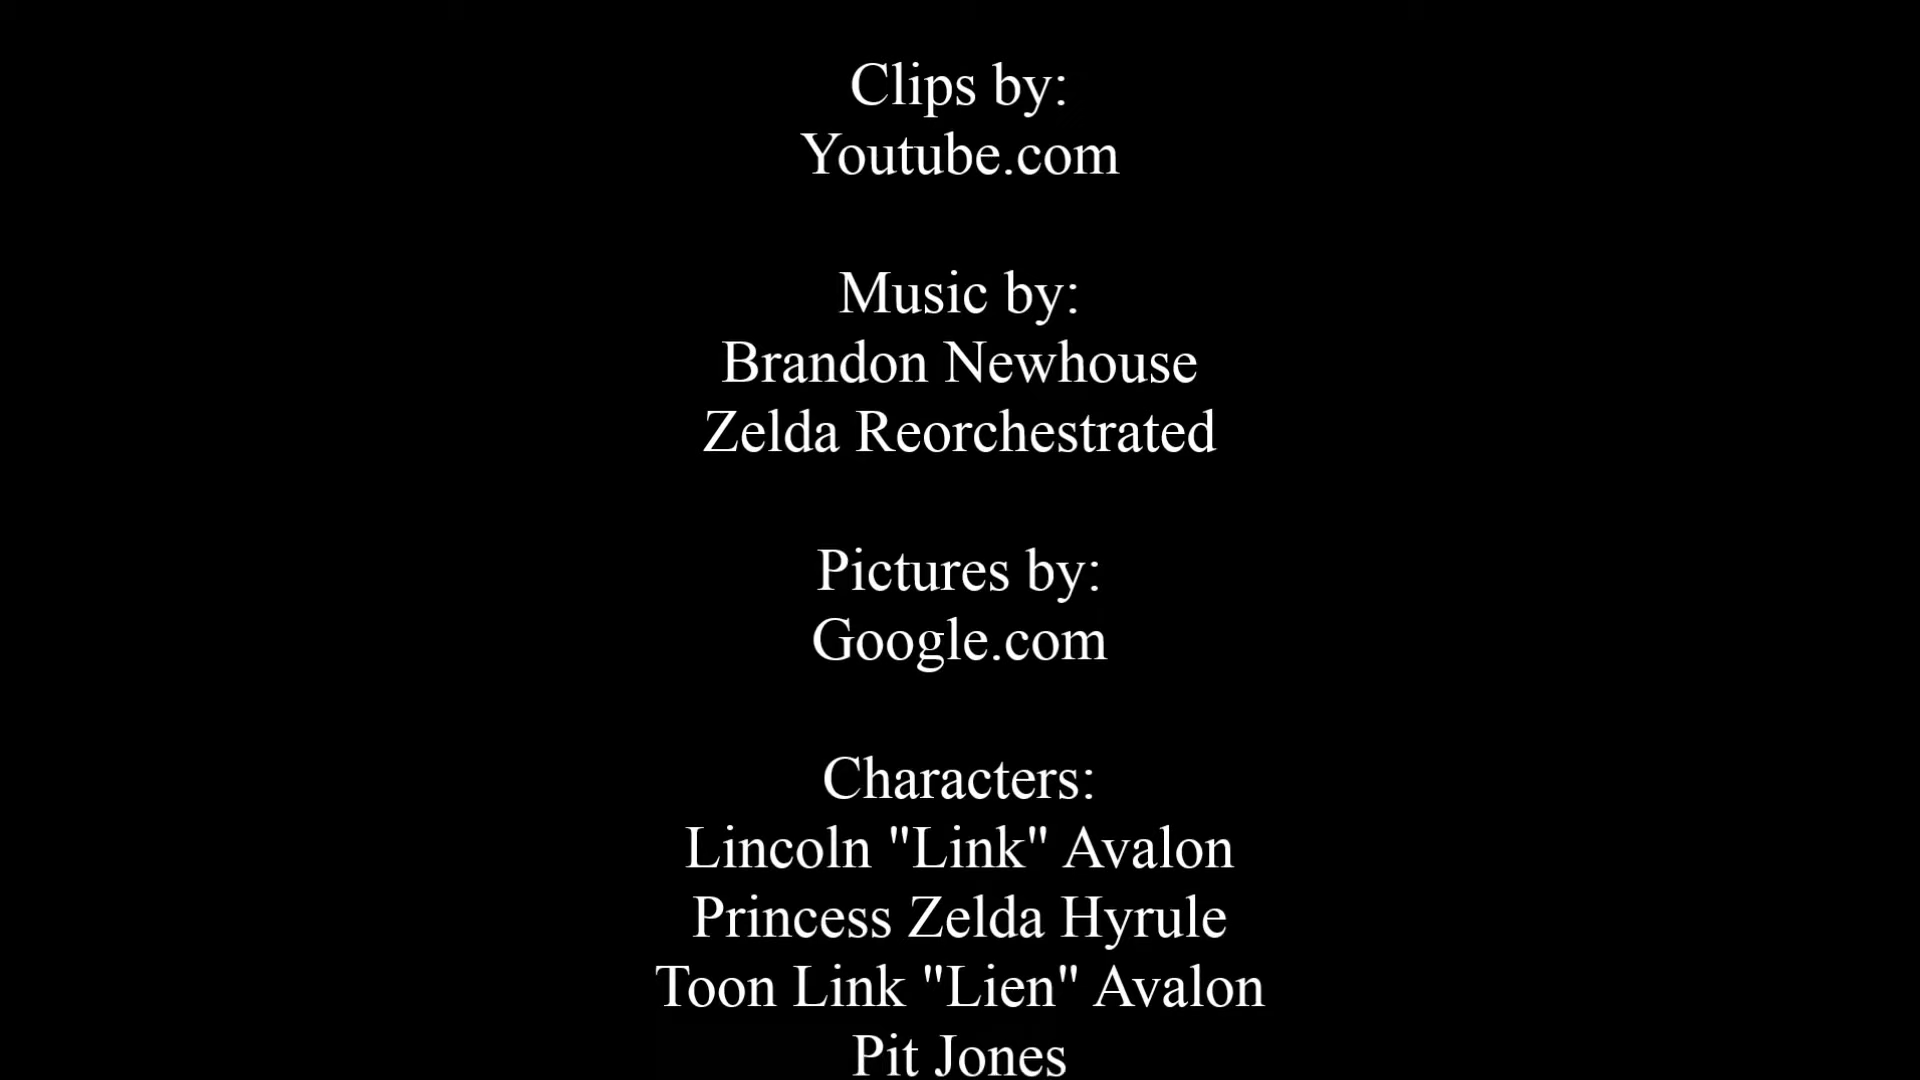 Clips by:
Youtube.com
Music by:
Brandon Newhouse
Zelda Reorchestrated
Pictures by:
Google.com
Characters:
Lincoln "Link" Avalon
Princess Zelda Hyrule
Toon Link "Lien" Avalon
Pit Jones